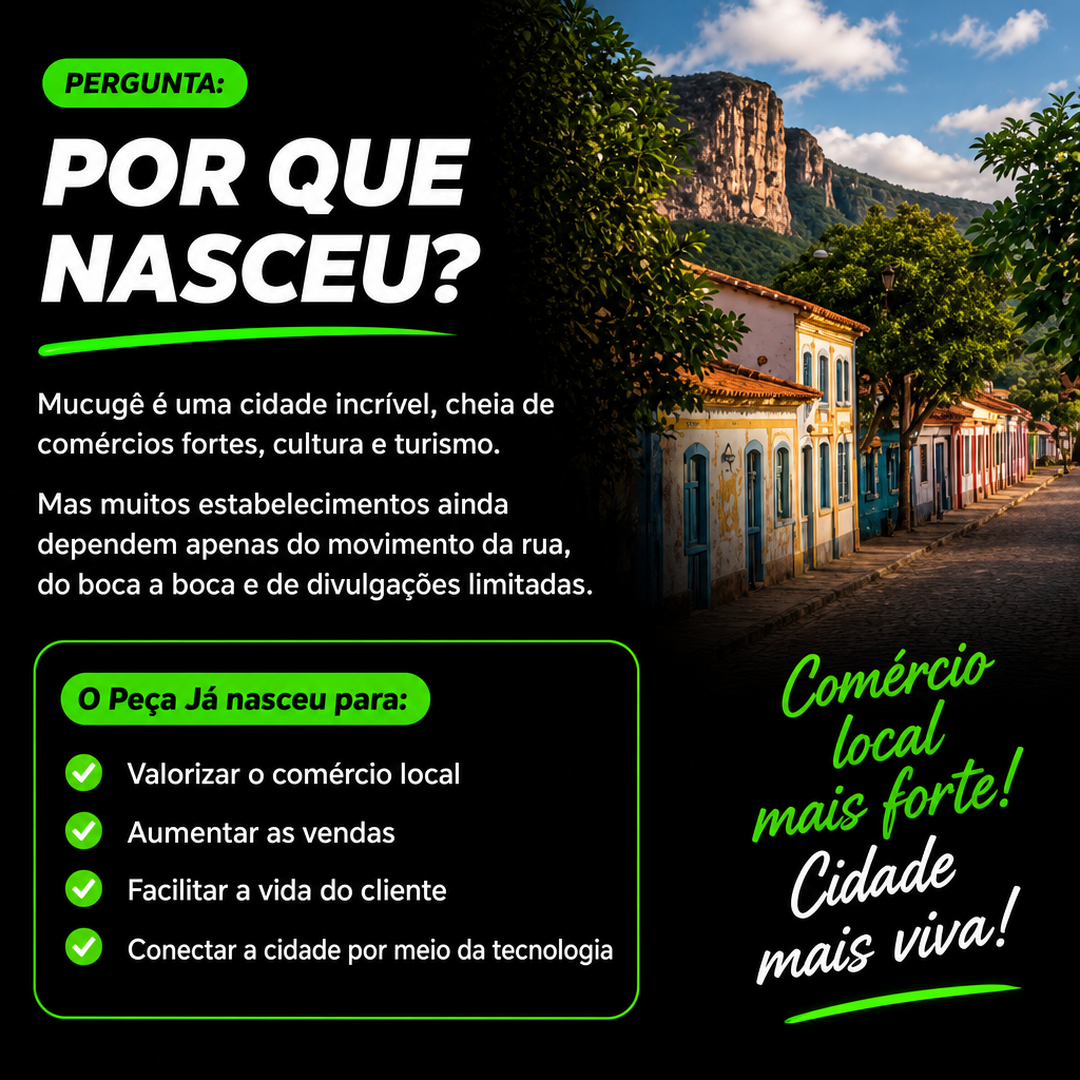 PERGUNTA:
POR QUE
NASCEU?
Mucugê é uma cidade incrível, cheia de
comércios fortes, cultura e turismo.
Mas muitos estabelecimentos ainda
dependem apenas do movimento da rua,
do boca a boca e de divulgações limitadas.
O Peça Já nasceu para:
Valorizar o comércio local
Aumentar as vendas
Facilitar a vida do cliente
Conectar a cidade por meio da tecnologia
Comércio
local
mais forte!
Cidade
mais viva!